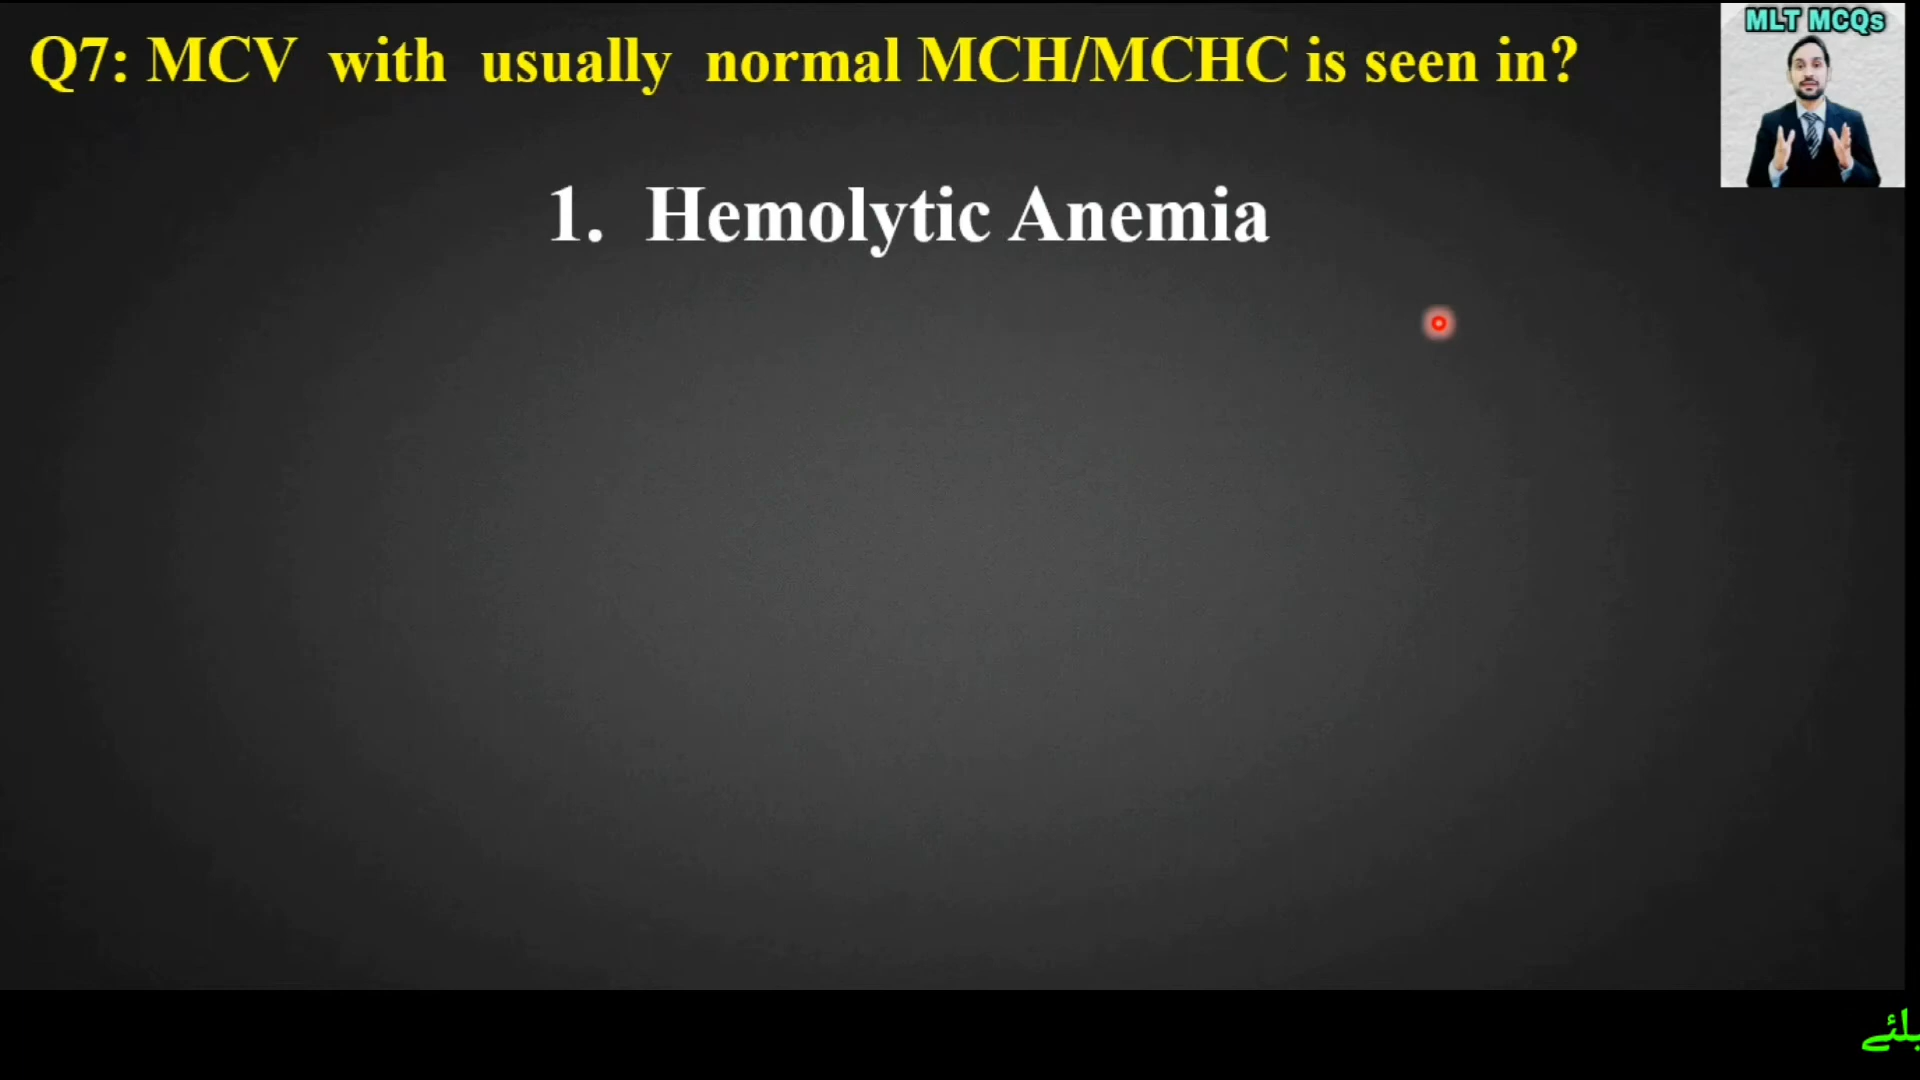 Q7: MCV with usually normal MCH/MCHC is seen in?
MLT MCQs
1. Hemolytic Anemia